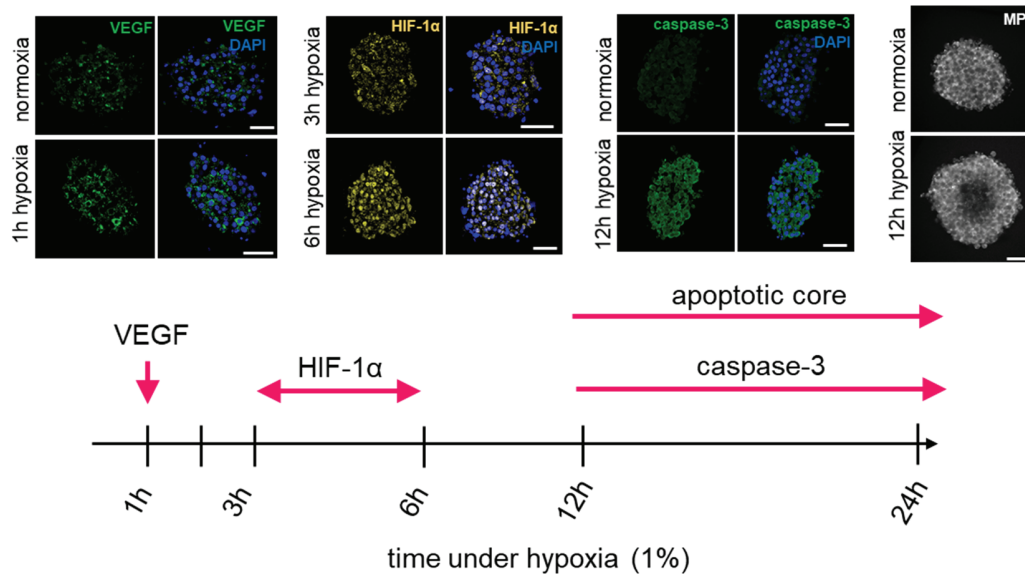 VEGF
VEGF
DAPI
normoxia
1h hypoxia
HIF-1α
HIF-1α
DAPI
3h hypoxia
6h hypoxia
caspase-3
caspase-3
DAPI
normoxia
12h hypoxia
MP
normoxia
12h hypoxia
apoptotic core
VEGF
HIF-1α
caspase-3
1h
3h
6h
12h
24h
time under hypoxia (1%)